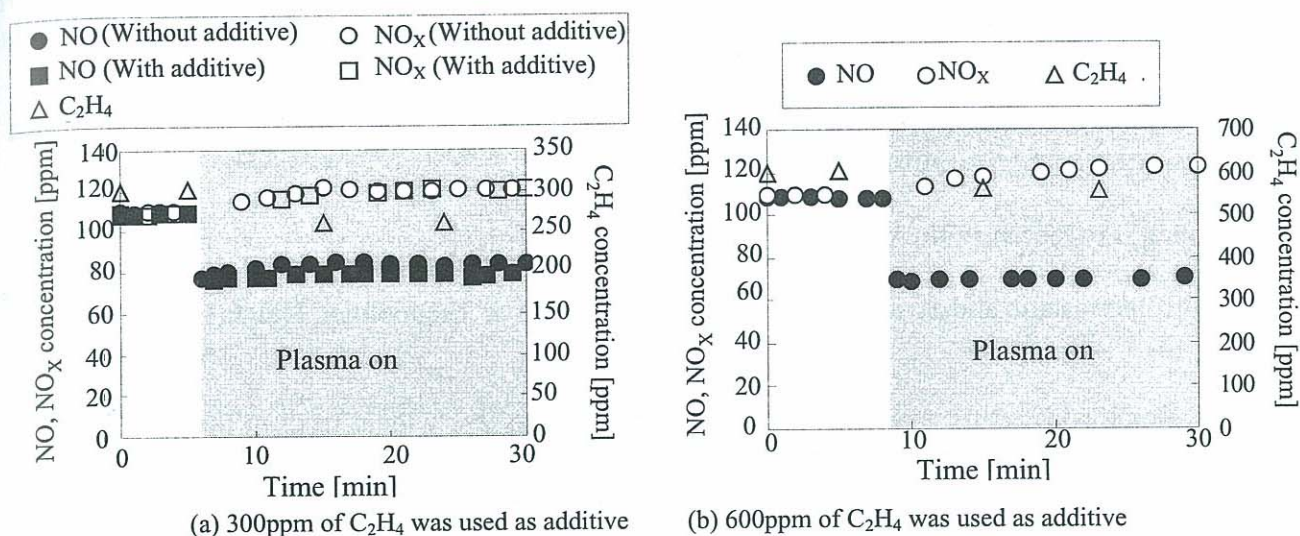 ● NO (Without additive) ○ NOX (Without additive)
■ NO (With additive) □ NOX (With additive)
△ C2H4
NO, NOX concentration [ppm]
140
120
100
80
60
40
20
0
350
300
250
200
150
100
50
0
C2H4 concentration [ppm]
Plasma on
0 10 20 30
Time [min]
(a) 300ppm of C2H4 was used as additive
● NO ○ NOX △ C2H4
NO, NOX concentration [ppm]
140
120
100
80
60
40
20
0
700
600
500
400
300
200
100
0
C2H4 concentration [ppm]
Plasma on
0 10 20 30
Time [min]
(b) 600ppm of C2H4 was used as additive